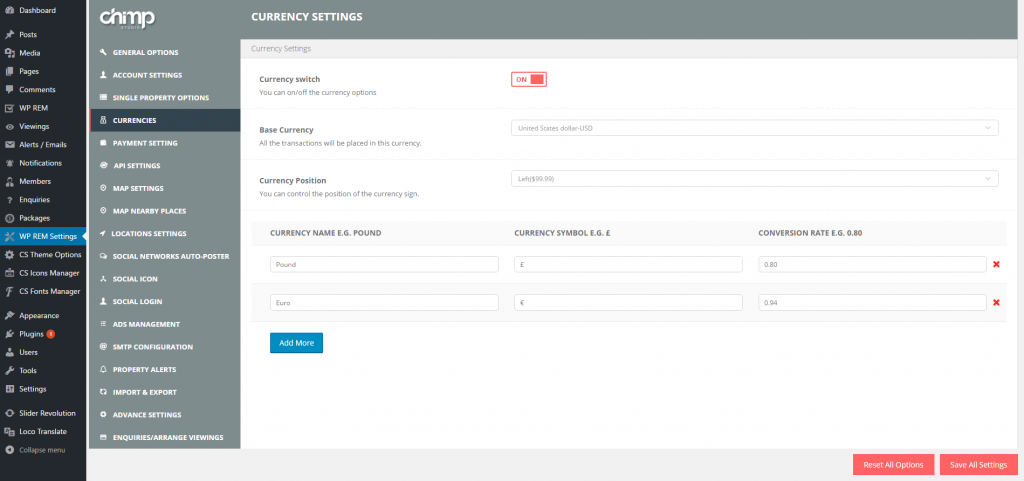 Dashboard
Posts
Media
Pages
Comments
WP REM
Viewings
Alerts / Emails
Notifications
Members
Enquiries
Packages
WP REM Settings
CS Theme Options
CS Icons Manager
CS Fonts Manager
Appearance
Plugins 1
Users
Tools
Settings
Slider Revolution
Loco Translate
Collapse menu
chimp
STUDIO
GENERAL OPTIONS
ACCOUNT SETTINGS
SINGLE PROPERTY OPTIONS
CURRENCIES
PAYMENT SETTING
API SETTINGS
MAP SETTINGS
MAP NEARBY PLACES
LOCATIONS SETTINGS
SOCIAL NETWORKS AUTO-POSTER
SOCIAL ICON
SOCIAL LOGIN
ADS MANAGEMENT
SMTP CONFIGURATION
PROPERTY ALERTS
IMPORT & EXPORT
ADVANCE SETTINGS
ENQUIRIES/ARRANGE VIEWINGS
CURRENCY SETTINGS
Currency Settings
Currency switch
You can on/off the currency options
ON
Base Currency
All the transactions will be placed in this currency.
United States dollar-USD
Currency Position
You can control the position of the currency sign.
Left($99.99)
CURRENCY NAME E.G. POUND CURRENCY SYMBOL E.G. £ CONVERSION RATE E.G. 0.80
Pound £ 0.80
Euro € 0.94
Add More
Reset All Options Save All Settings